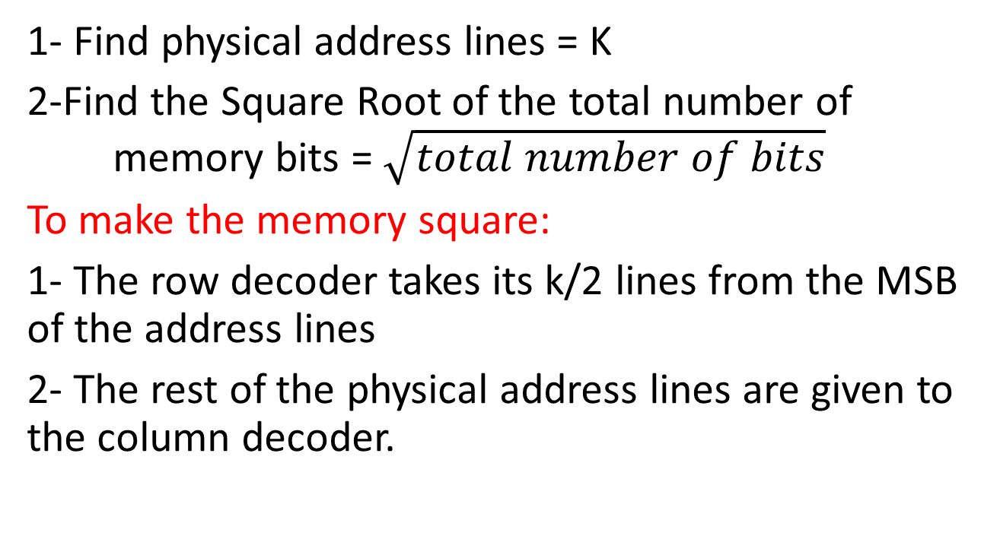 1- Find physical address lines = K
2-Find the Square Root of the total number of
memory bits = √total number of bits
To make the memory square:
1- The row decoder takes its k/2 lines from the MSB
of the address lines
2- The rest of the physical address lines are given to
the column decoder.